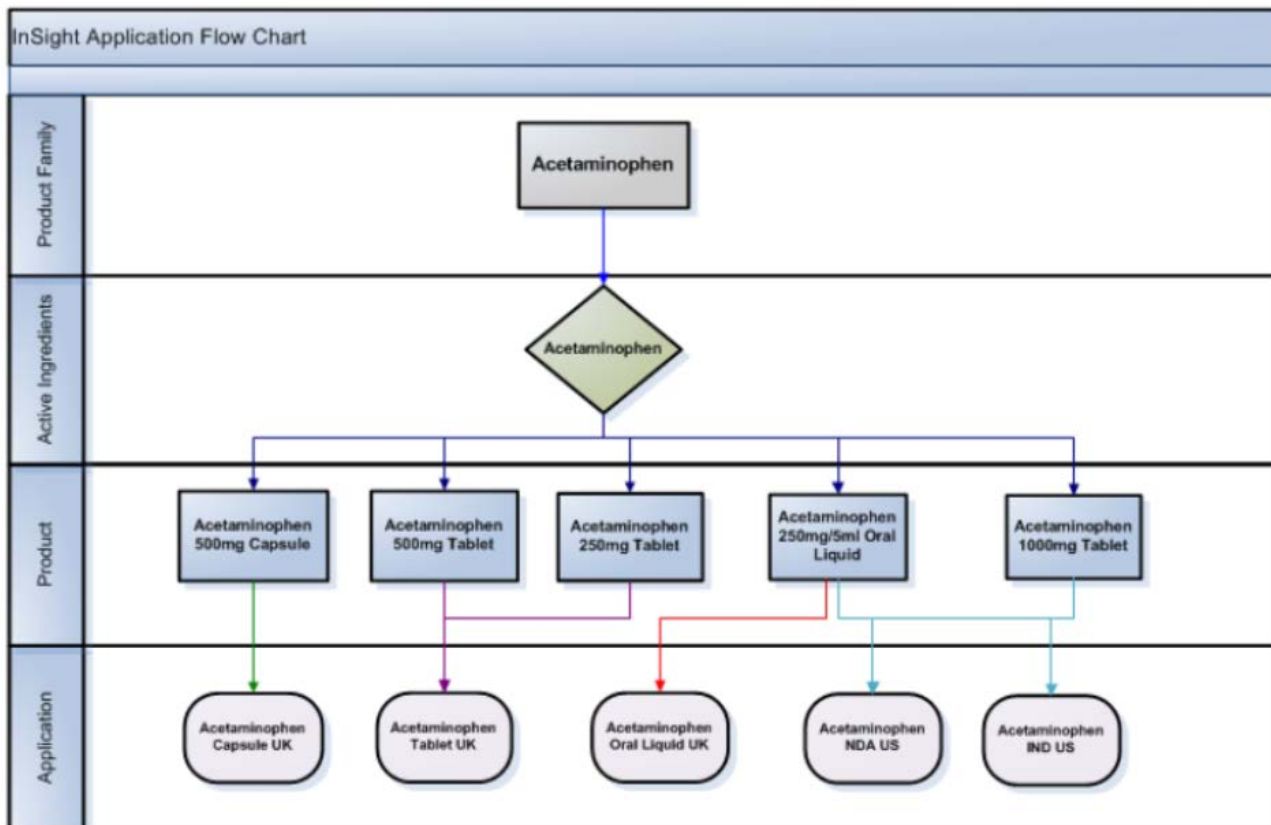 InSight Application Flow Chart
Product Family
Acetaminophen
Active Ingredients
Acetaminophen
Product
Acetaminophen
500mg Capsule
Acetaminophen
500mg Tablet
Acetaminophen
250mg Tablet
Acetaminophen
250mg/5ml Oral
Liquid
Acetaminophen
1000mg Tablet
Application
Acetaminophen
Capsule UK
Acetaminophen
Tablet UK
Acetaminophen
Oral Liquid UK
Acetaminophen
NDA US
Acetaminophen
IND US